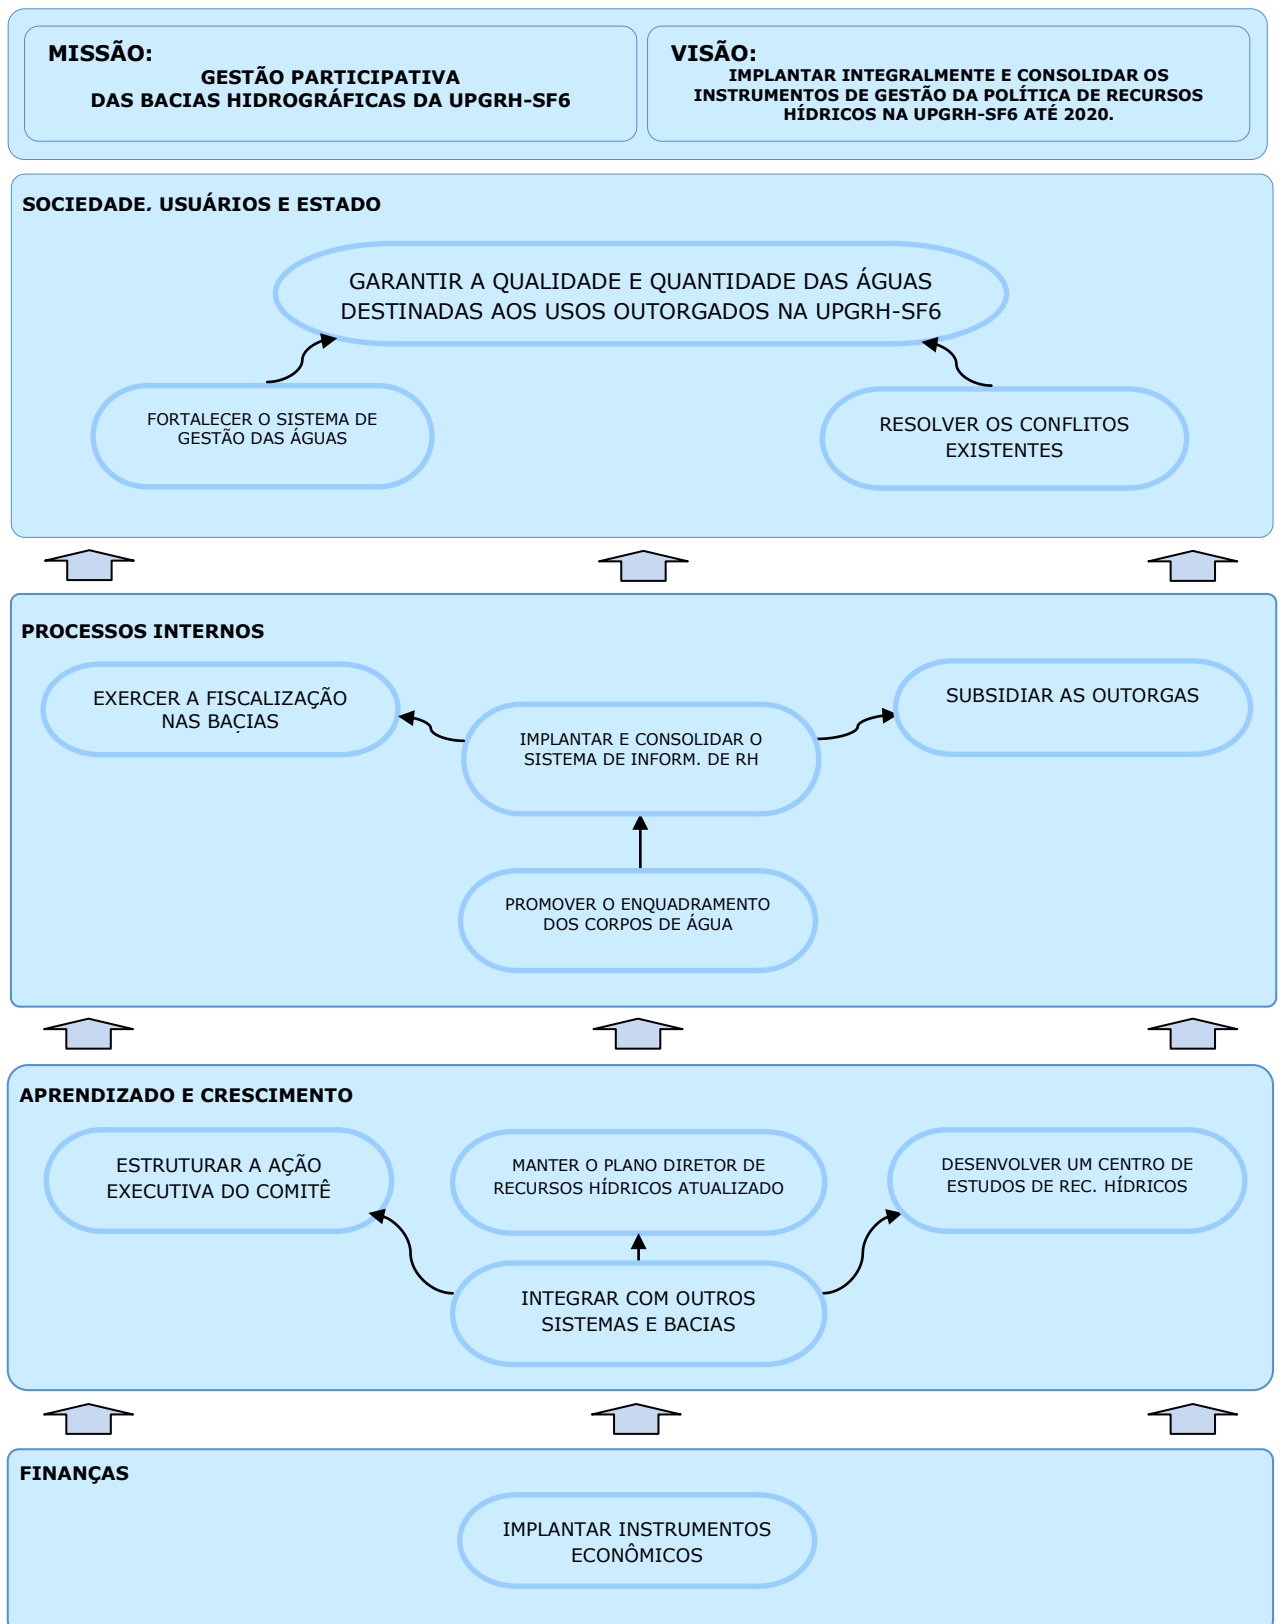 MISSÃO:
GESTÃO PARTICIPATIVA
DAS BACIAS HIDROGRÁFICAS DA UPGRH-SF6
VISÃO:
IMPLANTAR INTEGRALMENTE E CONSOLIDAR OS
INSTRUMENTOS DE GESTÃO DA POLÍTICA DE RECURSOS
HÍDRICOS NA UPGRH-SF6 ATÉ 2020.
SOCIEDADE, USUÁRIOS E ESTADO
GARANTIR A QUALIDADE E QUANTIDADE DAS ÁGUAS
DESTINADAS AOS USOS OUTORGADOS NA UPGRH-SF6
FORTALECER O SISTEMA DE
GESTÃO DAS ÁGUAS
RESOLVER OS CONFLITOS
EXISTENTES
PROCESSOS INTERNOS
EXERCER A FISCALIZAÇÃO
NAS BACIAS
IMPLANTAR E CONSOLIDAR O
SISTEMA DE INFORM. DE RH
SUBSIDIAR AS OUTORGAS
PROMOVER O ENQUADRAMENTO
DOS CORPOS DE ÁGUA
APRENDIZADO E CRESCIMENTO
ESTRUTURAR A AÇÃO
EXECUTIVA DO COMITÊ
MANTER O PLANO DIRETOR DE
RECURSOS HÍDRICOS ATUALIZADO
DESENVOLVER UM CENTRO DE
ESTUDOS DE REC. HÍDRICOS
INTEGRAR COM OUTROS
SISTEMAS E BACIAS
FINANÇAS
IMPLANTAR INSTRUMENTOS
ECONÔMICOS